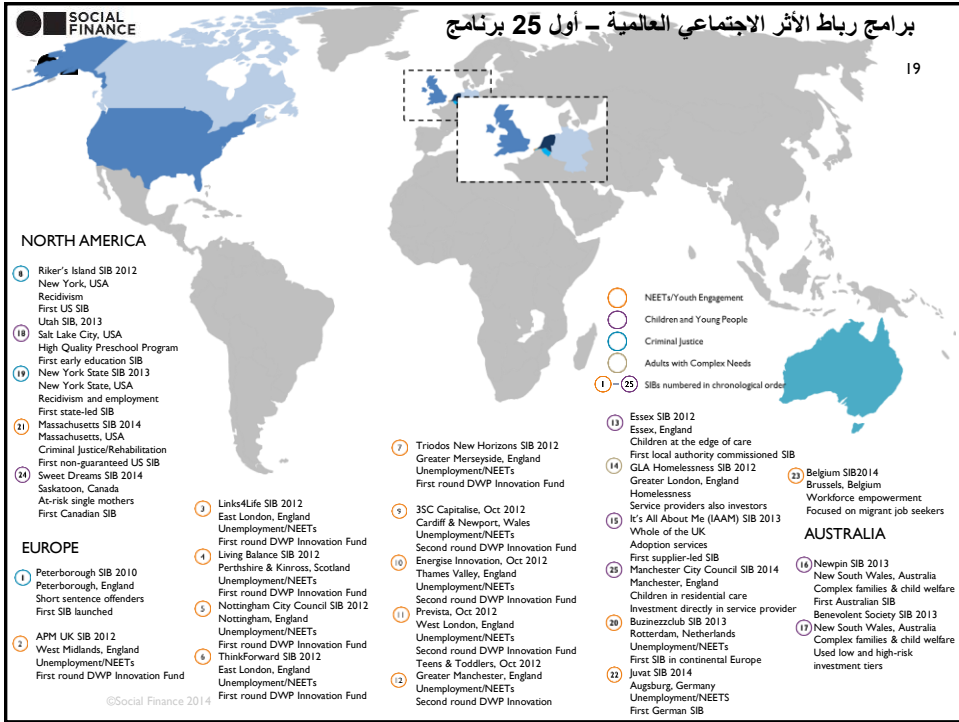 SOCIAL
FINANCE
برامج رباط الأثر الاجتماعي العالمية – أول 25 برنامج
19
NORTH AMERICA
8
Riker's Island SIB 2012
New York, USA
Recidivism
First US SIB
Utah SIB, 2013
18
Salt Lake City, USA
High Quality Preschool Program
First early education SIB
19
New York State SIB 2013
New York State, USA
Recidivism and employment
First state-led SIB
21
Massachusetts SIB 2014
Massachusetts, USA
Criminal Justice/Rehabilitation
First non-guaranteed US SIB
24
Sweet Dreams SIB 2014
Saskatoon, Canada
At-risk single mothers
First Canadian SIB
EUROPE
1
Peterborough SIB 2010
Peterborough, England
Short sentence offenders
First SIB launched
2
APM UK SIB 2012
West Midlands, England
Unemployment/NEETs
First round DWP Innovation Fund
©Social Finance 2014
3
Links4Life SIB 2012
East London, England
Unemployment/NEETs
First round DWP Innovation Fund
4
Living Balance SIB 2012
Perthshire & Kinross, Scotland
Unemployment/NEETs
First round DWP Innovation Fund
5
Nottingham City Council SIB 2012
Nottingham, England
Unemployment/NEETs
First round DWP Innovation Fund
6
ThinkForward SIB 2012
East London, England
Unemployment/NEETs
First round DWP Innovation Fund
7
Triodos New Horizons SIB 2012
Greater Merseyside, England
Unemployment/NEETs
First round DWP Innovation Fund
9
3SC Capitalise, Oct 2012
Cardiff & Newport, Wales
Unemployment/NEETs
Second round DWP Innovation Fund
10
Energise Innovation, Oct 2012
Thames Valley, England
Unemployment/NEETs
Second round DWP Innovation Fund
11
Prevista, Oct 2012
West London, England
Unemployment/NEETs
Second round DWP Innovation Fund
Teens & Toddlers, Oct 2012
12
Greater Manchester, England
Unemployment/NEETs
Second round DWP Innovation
NEETs/Youth Engagement
Children and Young People
Criminal Justice
Adults with Complex Needs
1 – 25 SIBs numbered in chronological order
13
Essex SIB 2012
Essex, England
Children at the edge of care
First local authority commissioned SIB
14
GLA Homelessness SIB 2012
Greater London, England
Homelessness
Service providers also investors
15
It's All About Me (IAAM) SIB 2013
Whole of the UK
Adoption services
First supplier-led SIB
25
Manchester City Council SIB 2014
Manchester, England
Children in residential care
Investment directly in service provider
20
Buzinezzclub SIB 2013
Rotterdam, Netherlands
Unemployment/NEETs
First SIB in continental Europe
22
Juvat SIB 2014
Augsburg, Germany
Unemployment/NEETS
First German SIB
23
Belgium SIB2014
Brussels, Belgium
Workforce empowerment
Focused on migrant job seekers
AUSTRALIA
16
Newpin SIB 2013
New South Wales, Australia
Complex families & child welfare
First Australian SIB
Benevolent Society SIB 2013
17
New South Wales, Australia
Complex families & child welfare
Used low and high-risk
investment tiers